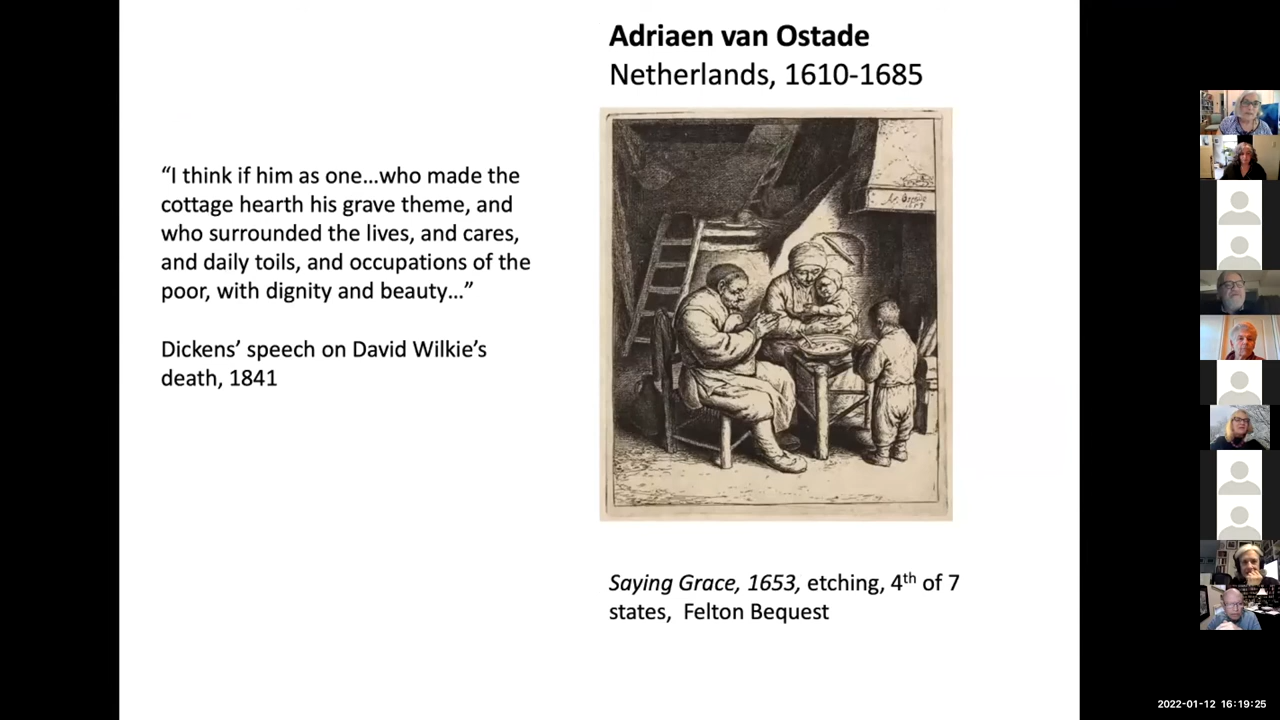 Adriaen van Ostade
Netherlands, 1610-1685
“I think if him as one…who made the
cottage hearth his grave theme, and
who surrounded the lives, and cares,
and daily toils, and occupations of the
poor, with dignity and beauty…”
Dickens’ speech on David Wilkie’s
death, 1841
Saying Grace, 1653, etching, 4th of 7
states,  Felton Bequest
2022-01-12 16:19:25